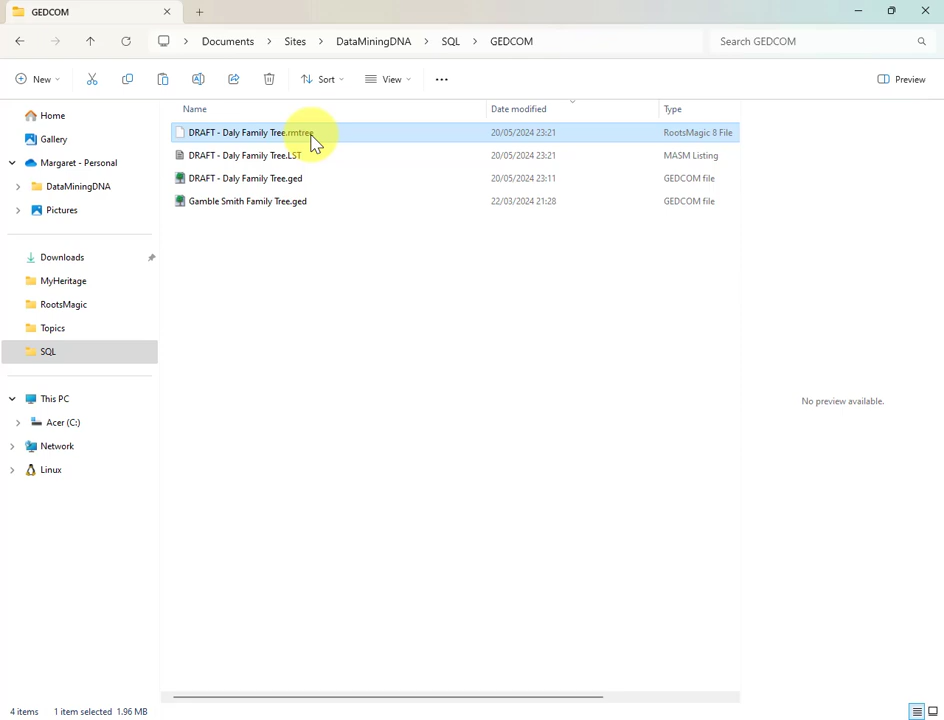 GEDCOM
Documents > Sites > DataMiningDNA > SQL > GEDCOM
Search GEDCOM
New
Sort
View
Preview
Name Date modified Type
DRAFT - Daly Family Tree.rmtree 20/05/2024 23:21 RootsMagic 8 File
DRAFT - Daly Family Tree.LST 20/05/2024 23:21 MASM Listing
DRAFT - Daly Family Tree.ged 20/05/2024 23:11 GEDCOM file
Gamble Smith Family Tree.ged 22/03/2024 21:28 GEDCOM file
Home
Gallery
Margaret - Personal
DataMiningDNA
Pictures
Downloads
MyHeritage
RootsMagic
Topics
SQL
This PC
Acer (C:)
Network
Linux
No preview available.
4 items 1 item selected 1.96 MB